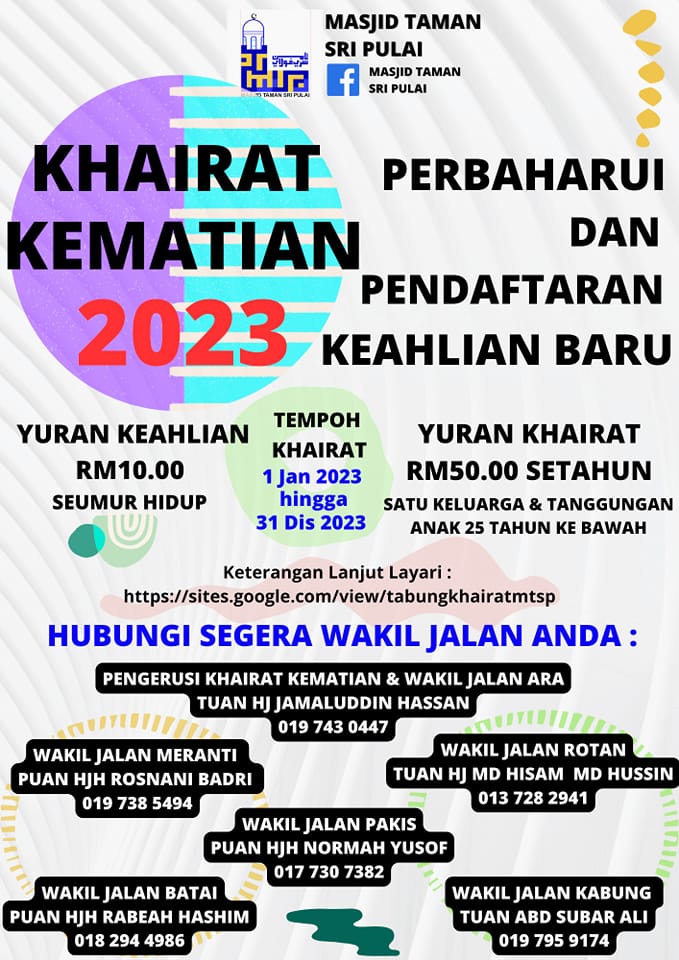 MASJID TAMAN SRI PULAI
MASJID TAMAN
SRI PULAI
MASJID TAMAN
SRI PULAI
KHAIRAT
KEMATIAN
2023
PERBAHARUI
DAN
PENDAFTARAN
KEAHLIAN BARU
YURAN KEAHLIAN
RM10.00
SEUMUR HIDUP
TEMPOH
KHAIRAT
1 Jan 2023
hingga
31 Dis 2023
YURAN KHAIRAT
RM50.00 SETAHUN
SATU KELUARGA & TANGGUNGAN
ANAK 25 TAHUN KE BAWAH
Keterangan Lanjut Layari :
https://sites.google.com/view/tabungkhairatmtsp
HUBUNGI SEGERA WAKIL JALAN ANDA :
PENGERUSI KHAIRAT KEMATIAN & WAKIL JALAN ARA
TUAN HJ JAMALUDDIN HASSAN
019 743 0447
WAKIL JALAN MERANTI
PUAN HJH ROSNANI BADRI
019 738 5494
WAKIL JALAN ROTAN
TUAN HJ MD HISAM  MD HUSSIN
013 728 2941
WAKIL JALAN PAKIS
PUAN HJH NORMAH YUSOF
017 730 7382
WAKIL JALAN BATAI
PUAN HJH RABEAH HASHIM
018 294 4986
WAKIL JALAN KABUNG
TUAN ABD SUBAR ALI
019 795 9174